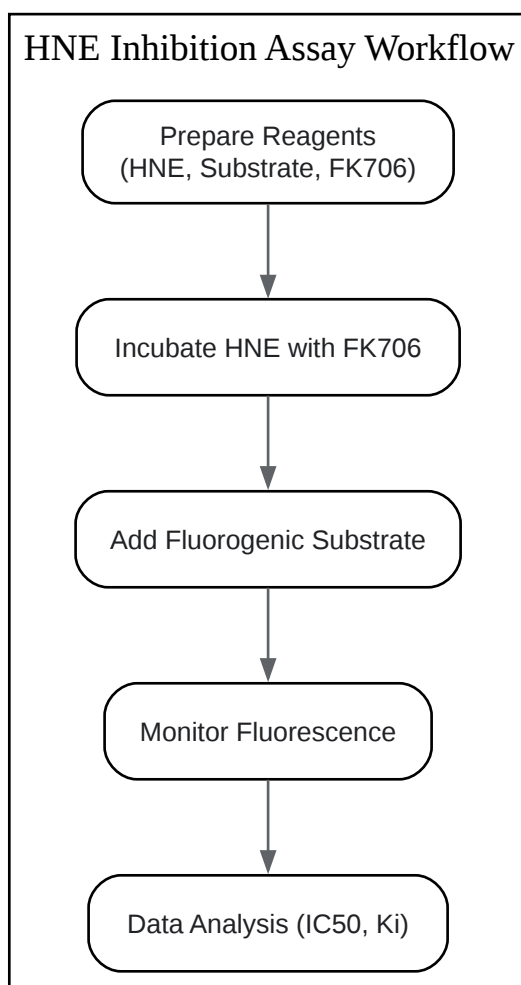 HNE Inhibition Assay Workflow
Prepare Reagents
(HNE, Substrate, FK706)
Incubate HNE with FK706
Add Fluorogenic Substrate
Monitor Fluorescence
Data Analysis (IC50, Ki)